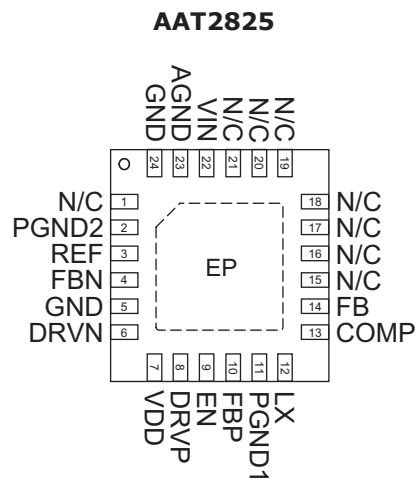 AAT2825
GND
AGND
VIN
N/C
N/C
N/C
24
23
22
21
20
19
N/C 1
PGND2 2
REF 3
FBN 4
GND 5
DRVN 6
EP
18 N/C
17 N/C
16 N/C
15 N/C
14 FB
13 COMP
7
8
9
10
11
12
VDD
DRVP
EN
FBP
PGND1
LX